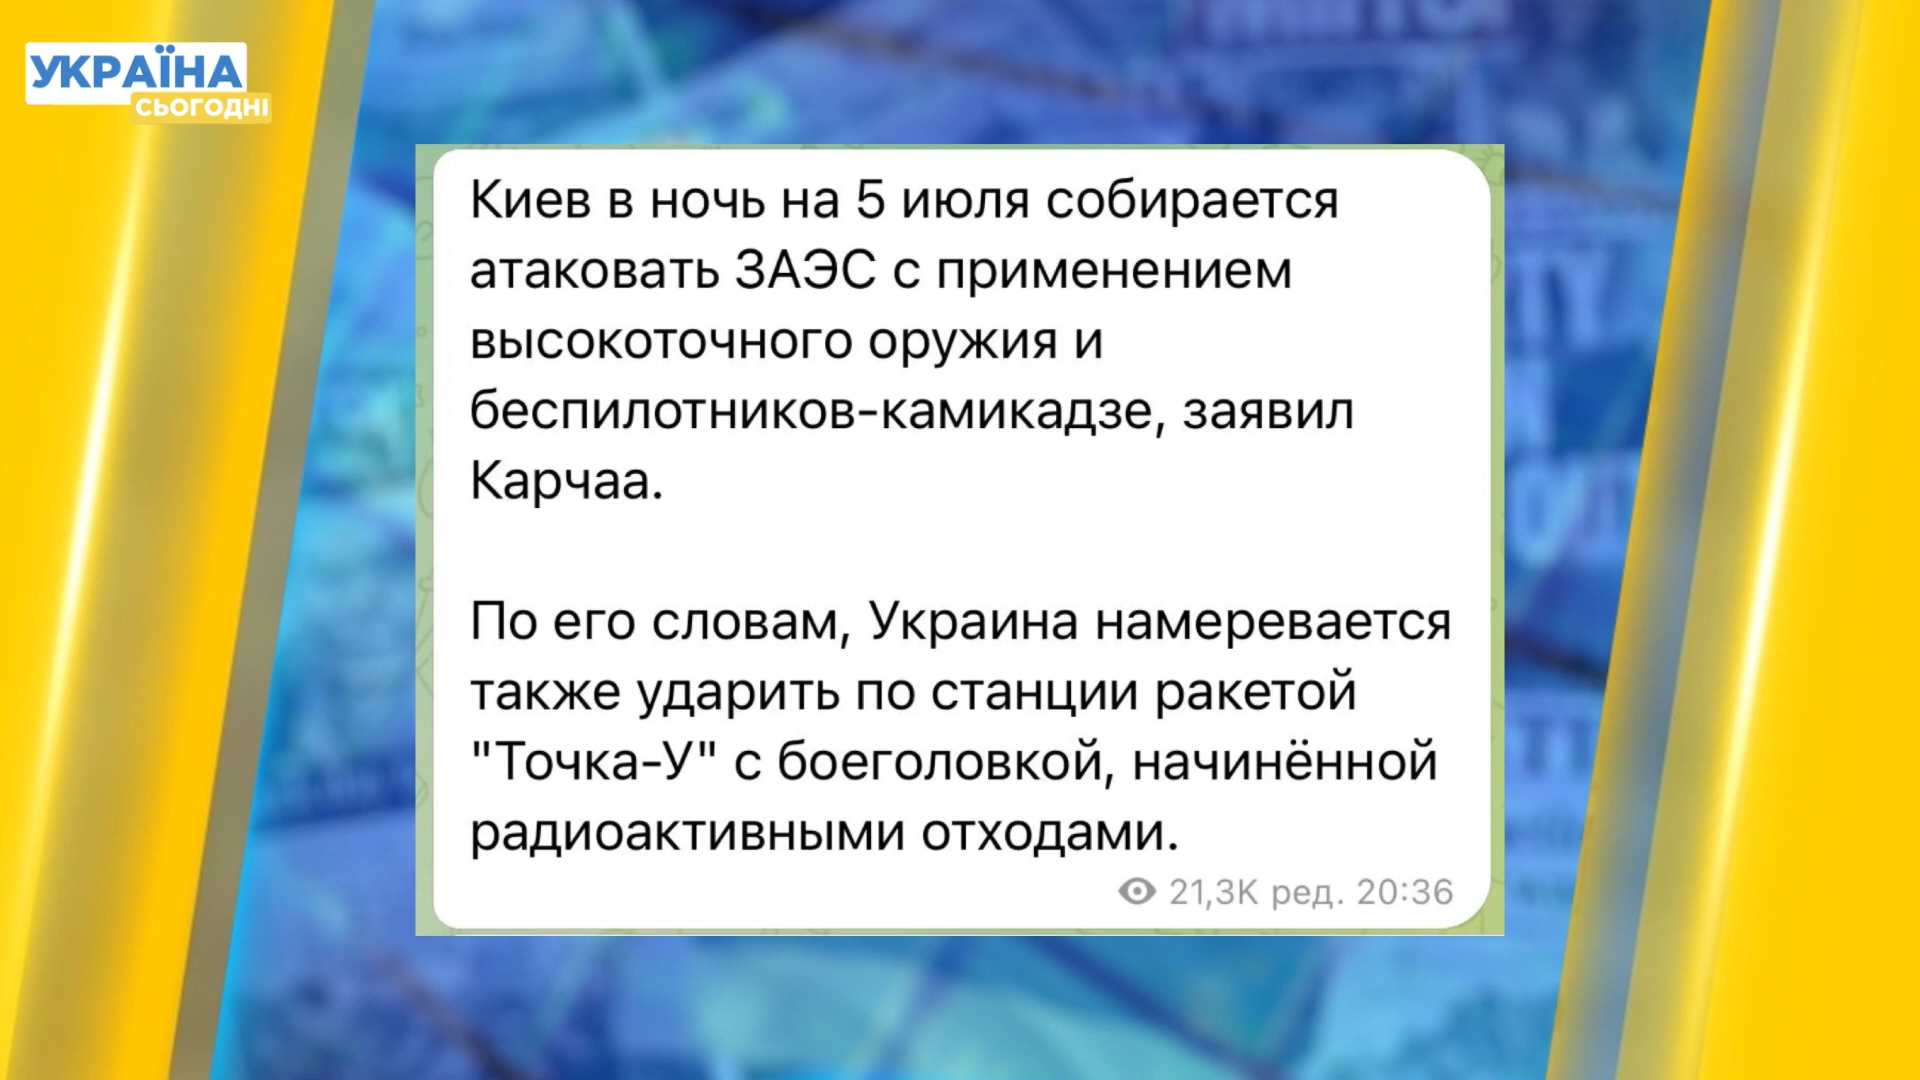 УКРАЇНА
СЬОГОДНІ
Киев в ночь на 5 июля собирается
атаковать ЗАЭС с применением
высокоточного оружия и
беспилотников-камикадзе, заявил
Карчаа.
По его словам, Украина намеревается
также ударить по станции ракетой
"Точка-У" с боеголовкой, начинённой
радиоактивными отходами.
21,3K ред. 20:36